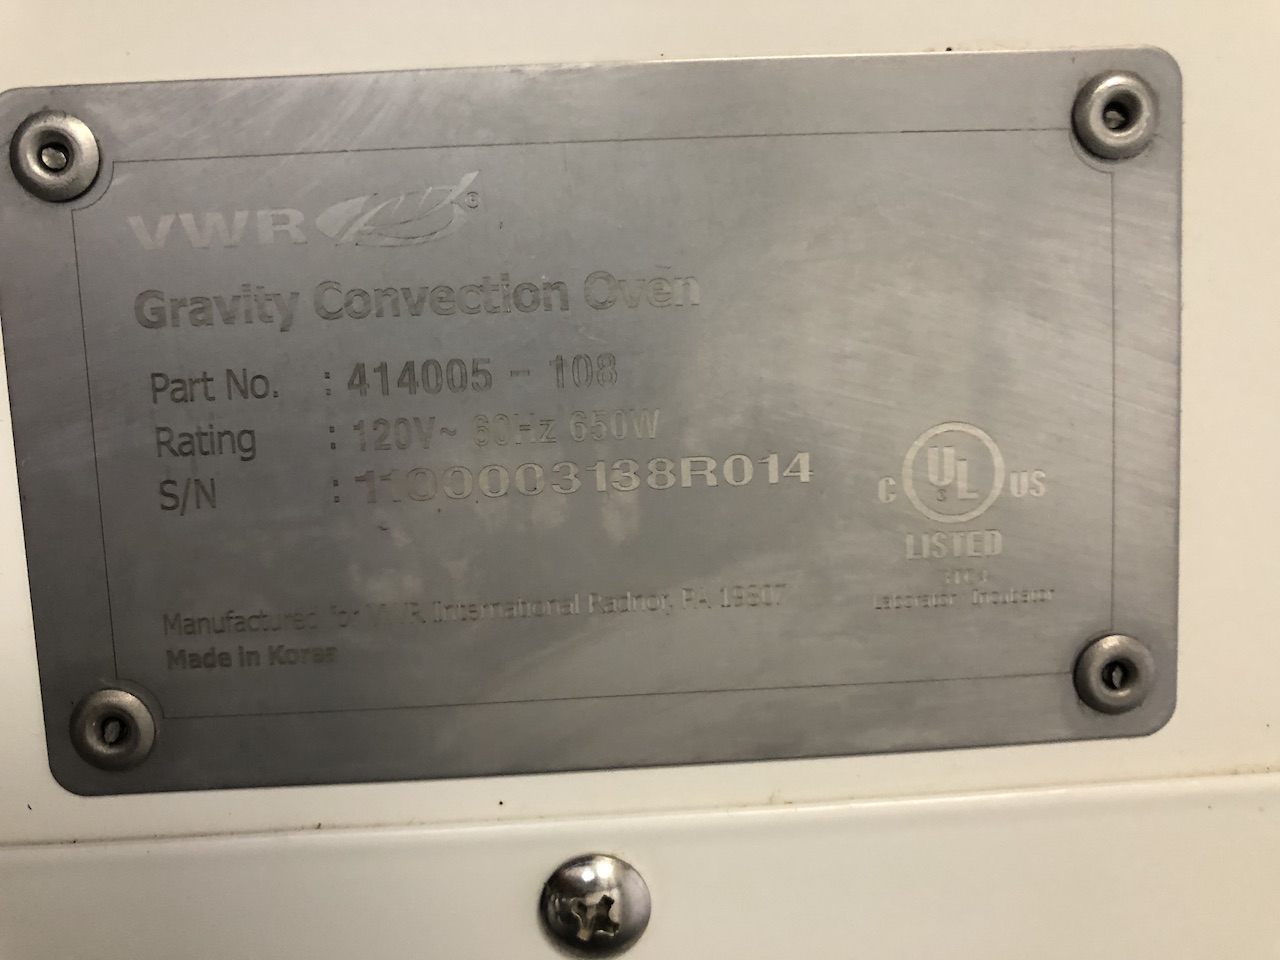 VWR ®
Gravity Convection Oven
Part No. : 414005 - 108
Rating : 120V~ 60Hz 650W
S/N : 1100003138R014
C UL US
LISTED
Manufactured for VWR International Radnor, PA
Made in Korea